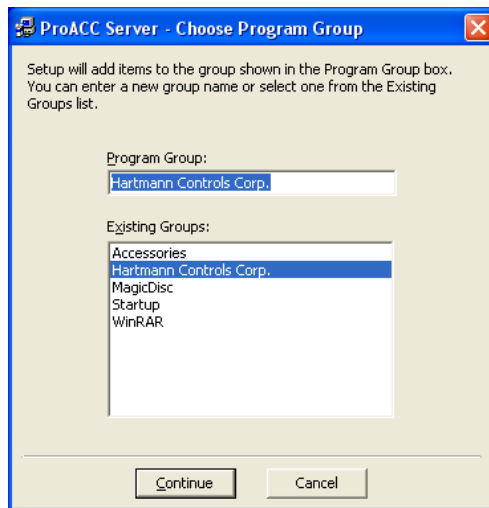 ProACC Server - Choose Program Group
Setup will add items to the group shown in the Program Group box.
You can enter a new group name or select one from the Existing
Groups list.
Program Group:
Hartmann Controls Corp.
Existing Groups:
Accessories
Hartmann Controls Corp.
MagicDisc
Startup
WinRAR
Continue
Cancel